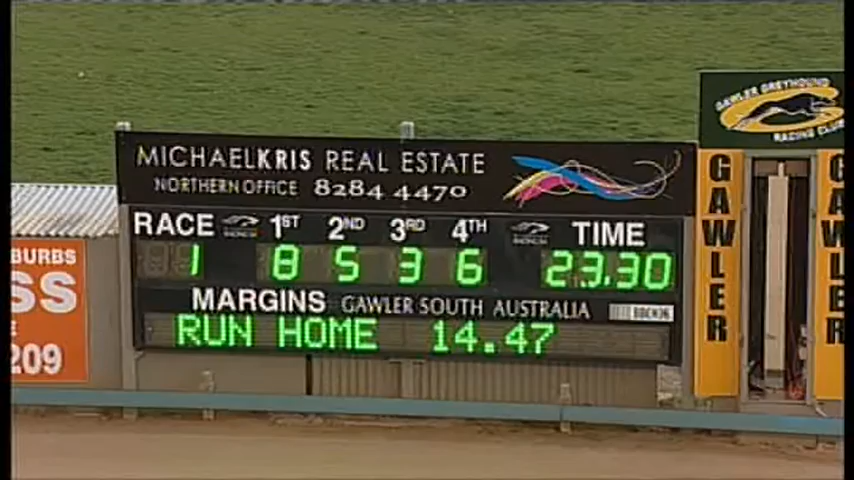 GAWLER GREYHOUND
RACING CLUB
MICHAELKRIS REAL ESTATE
NORTHERN OFFICE 8284 4470
RACE 1ST 2ND 3RD 4TH TIME
1 8 5 3 6 23.30
MARGINS GAWLER SOUTH AUSTRALIA
RUN HOME 14.47
BURBS
SS
209
GAWLER
GAWLER